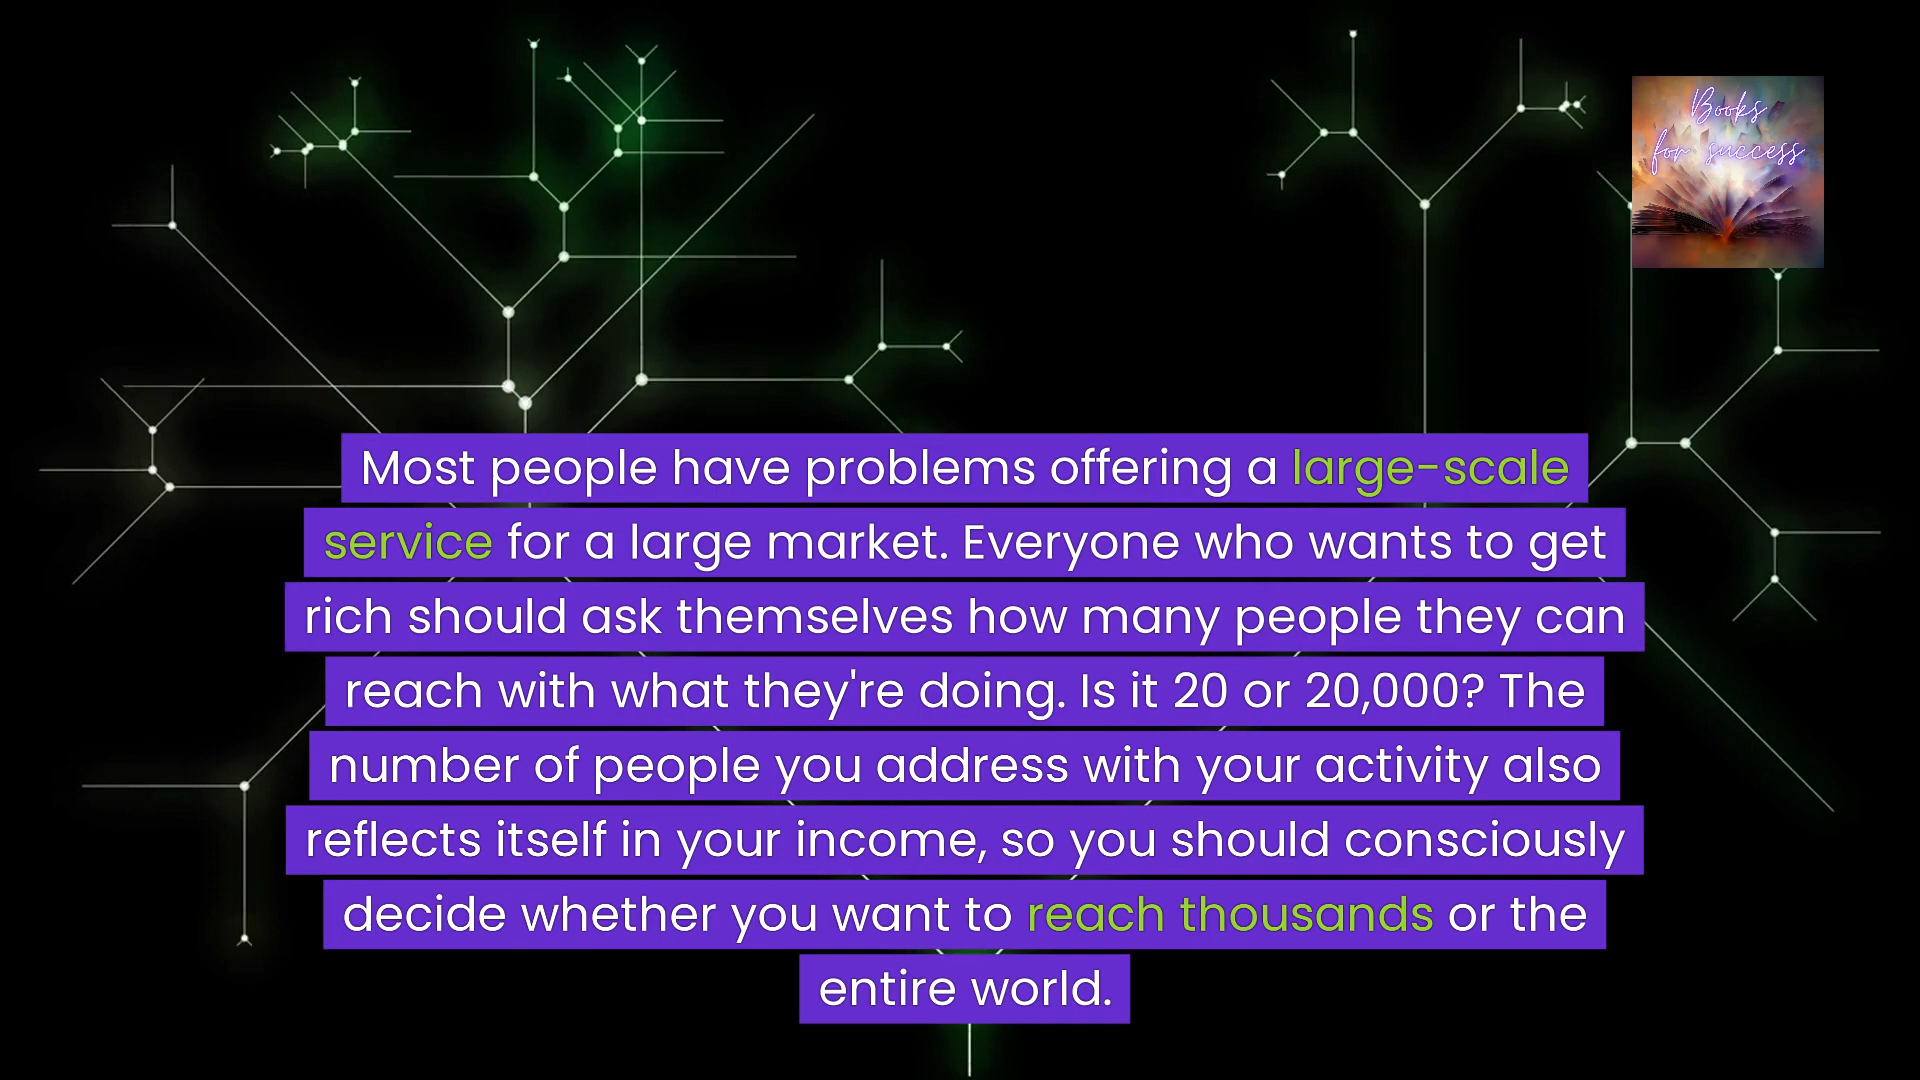 Books
for success
Most people have problems offering a large-scale
service for a large market. Everyone who wants to get
rich should ask themselves how many people they can
reach with what they're doing. Is it 20 or 20,000? The
number of people you address with your activity also
reflects itself in your income, so you should consciously
decide whether you want to reach thousands or the
entire world.